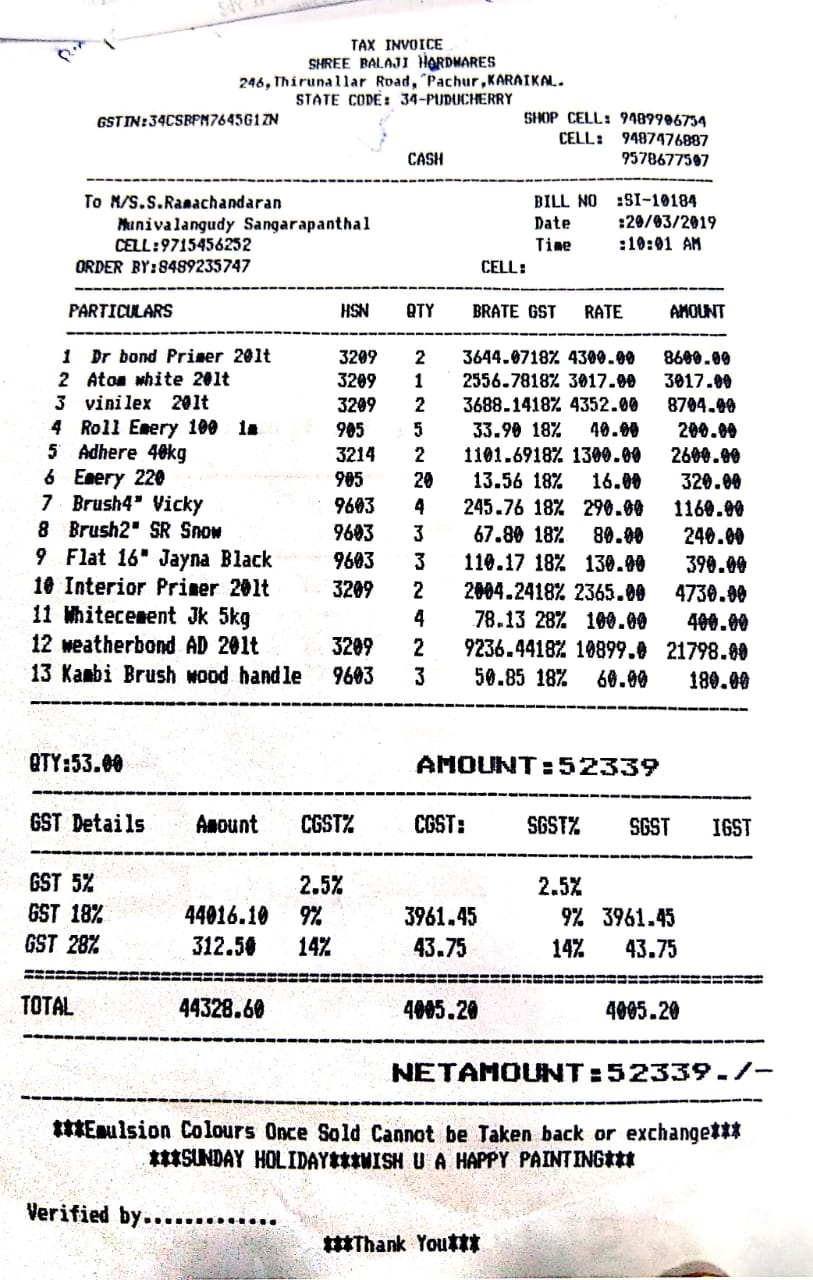 TAX INVOICE
SHREE BALAJI HARDWARES
246,Thirunallar Road, Pachur,KARAIKAL.
STATE CODE: 34-PUDUCHERRY
GSTIN:34CSBPM7645G1ZN SHOP CELL: 9489906754
CELL: 9487476887
CASH 9578677507
To M/S.S.Ramachandaran BILL NO :SI-10184
Munivalangudy Sangarapanthal Date :20/03/2019
CELL:9715456252 Time :10:01 AM
ORDER BY:8489235747 CELL:
PARTICULARS HSN QTY BRATE GST RATE AMOUNT
1 Dr bond Primer 20lt 3209 2 3644.0718% 4300.00 8600.00
2 Atom white 20lt 3209 1 2556.7818% 3017.00 3017.00
3 vinilex 20lt 3209 2 3688.1418% 4352.00 8704.00
4 Roll Emery 100 1m 905 5 33.90 18% 40.00 200.00
5 Adhere 40kg 3214 2 1101.6918% 1300.00 2600.00
6 Emery 220 905 20 13.56 18% 16.00 320.00
7 Brush4" Vicky 9603 4 245.76 18% 290.00 1160.00
8 Brush2" SR Snow 9603 3 67.80 18% 80.00 240.00
9 Flat 16" Jayna Black 9603 3 110.17 18% 130.00 390.00
10 Interior Primer 20lt 3209 2 2004.2418% 2365.00 4730.00
11 Whitecement Jk 5kg 4 78.13 28% 100.00 400.00
12 weatherbond AD 20lt 3209 2 9236.4418% 10899.0 21798.00
13 Kambi Brush wood handle 9603 3 50.85 18% 60.00 180.00
QTY:53.00 AMOUNT:52339
GST Details Amount CGST% CGST: SGST% SGST IGST
GST 5% 2.5% 2.5%
GST 18% 44016.10 9% 3961.45 9% 3961.45
GST 28% 312.50 14% 43.75 14% 43.75
TOTAL 44328.60 4005.20 4005.20
NETAMOUNT:52339./-
***Emulsion Colours Once Sold Cannot be Taken back or exchange***
***SUNDAY HOLIDAY***WISH U A HAPPY PAINTING***
Verified by.............
***Thank You***